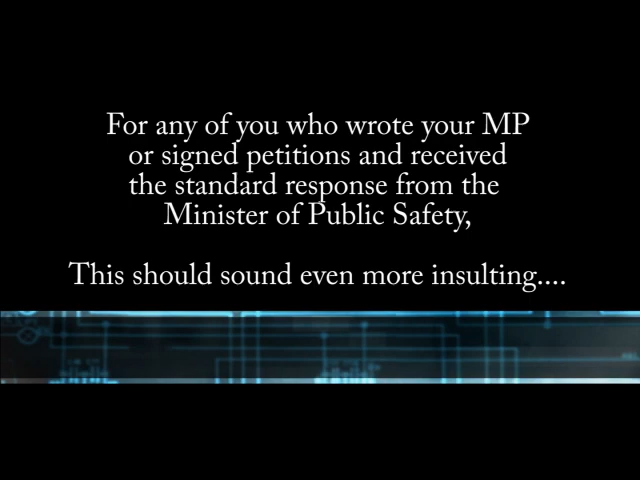 For any of you who wrote your MP
or signed petitions and received
the standard response from the
Minister of Public Safety,
This should sound even more insulting....